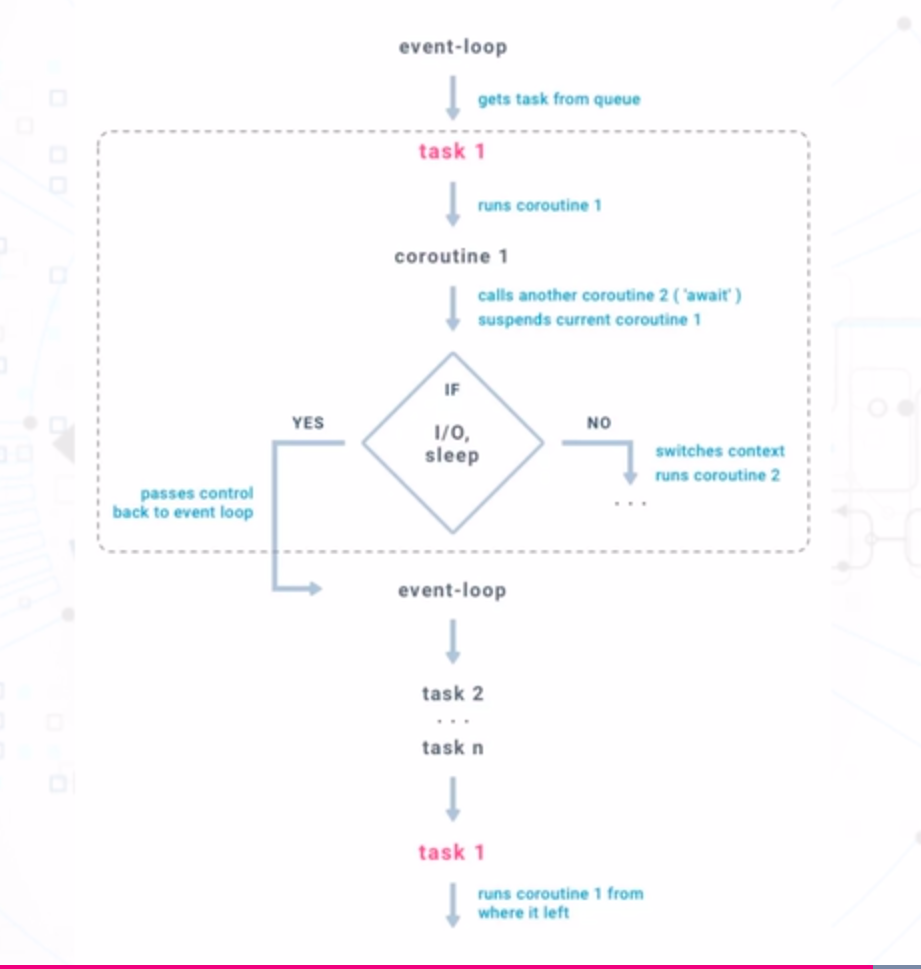 event-loop
gets task from queue
task 1
runs coroutine 1
coroutine 1
calls another coroutine 2 ( 'await' )
suspends current coroutine 1
IF
I/O,
sleep
YES
NO
switches context
runs coroutine 2
. . .
passes control
back to event loop
event-loop
task 2
. . .
task n
task 1
runs coroutine 1 from
where it left